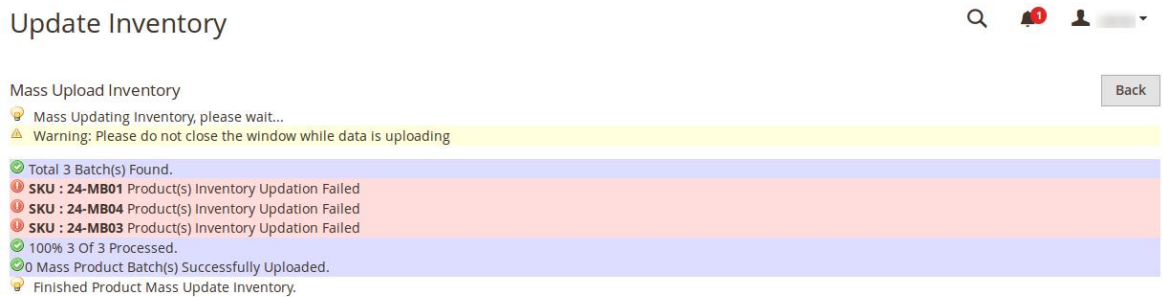 Update Inventory
1
Mass Upload Inventory
Back
Mass Updating Inventory, please wait...
Warning: Please do not close the window while data is uploading
Total 3 Batch(s) Found.
SKU : 24-MB01 Product(s) Inventory Updation Failed
SKU : 24-MB04 Product(s) Inventory Updation Failed
SKU : 24-MB03 Product(s) Inventory Updation Failed
100% 3 Of 3 Processed.
0 Mass Product Batch(s) Successfully Uploaded.
Finished Product Mass Update Inventory.